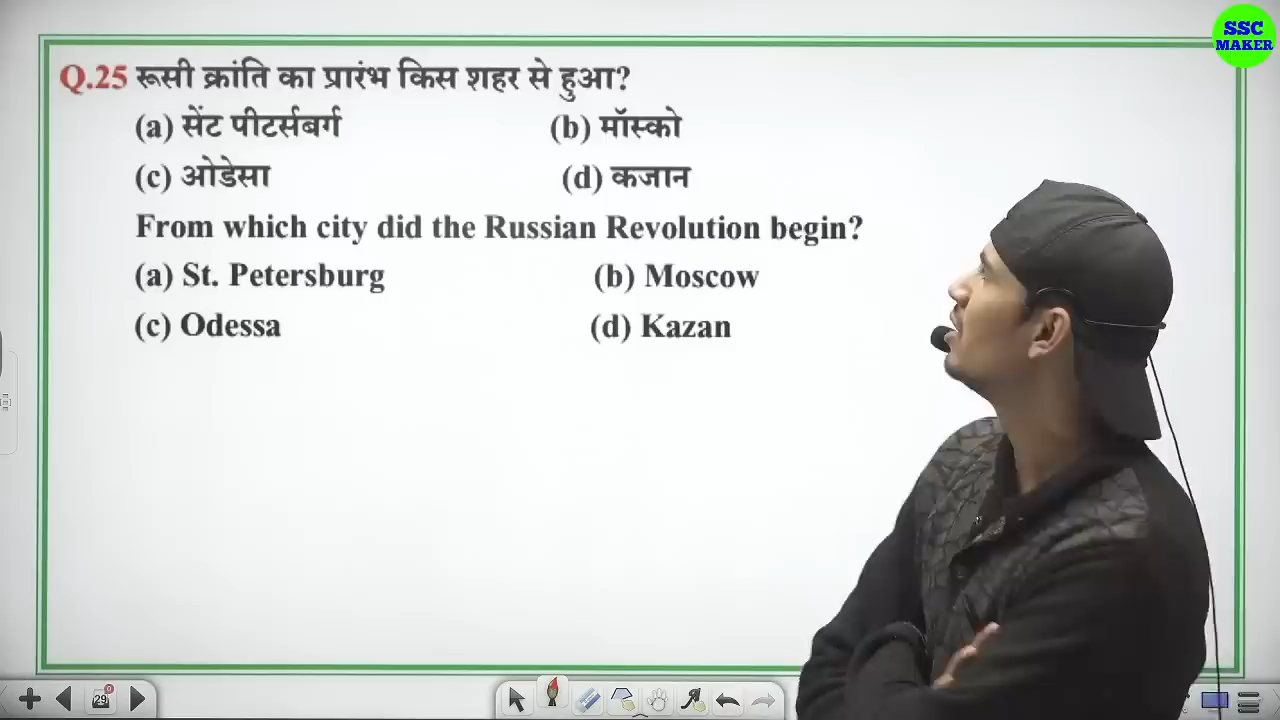 SSC
MAKER
Q.25 रूसी क्रांति का प्रारंभ किस शहर से हुआ?
(a) सेंट पीटर्सबर्ग (b) मॉस्को
(c) ओडेसा (d) कजान
From which city did the Russian Revolution begin?
(a) St. Petersburg (b) Moscow
(c) Odessa (d) Kazan
29